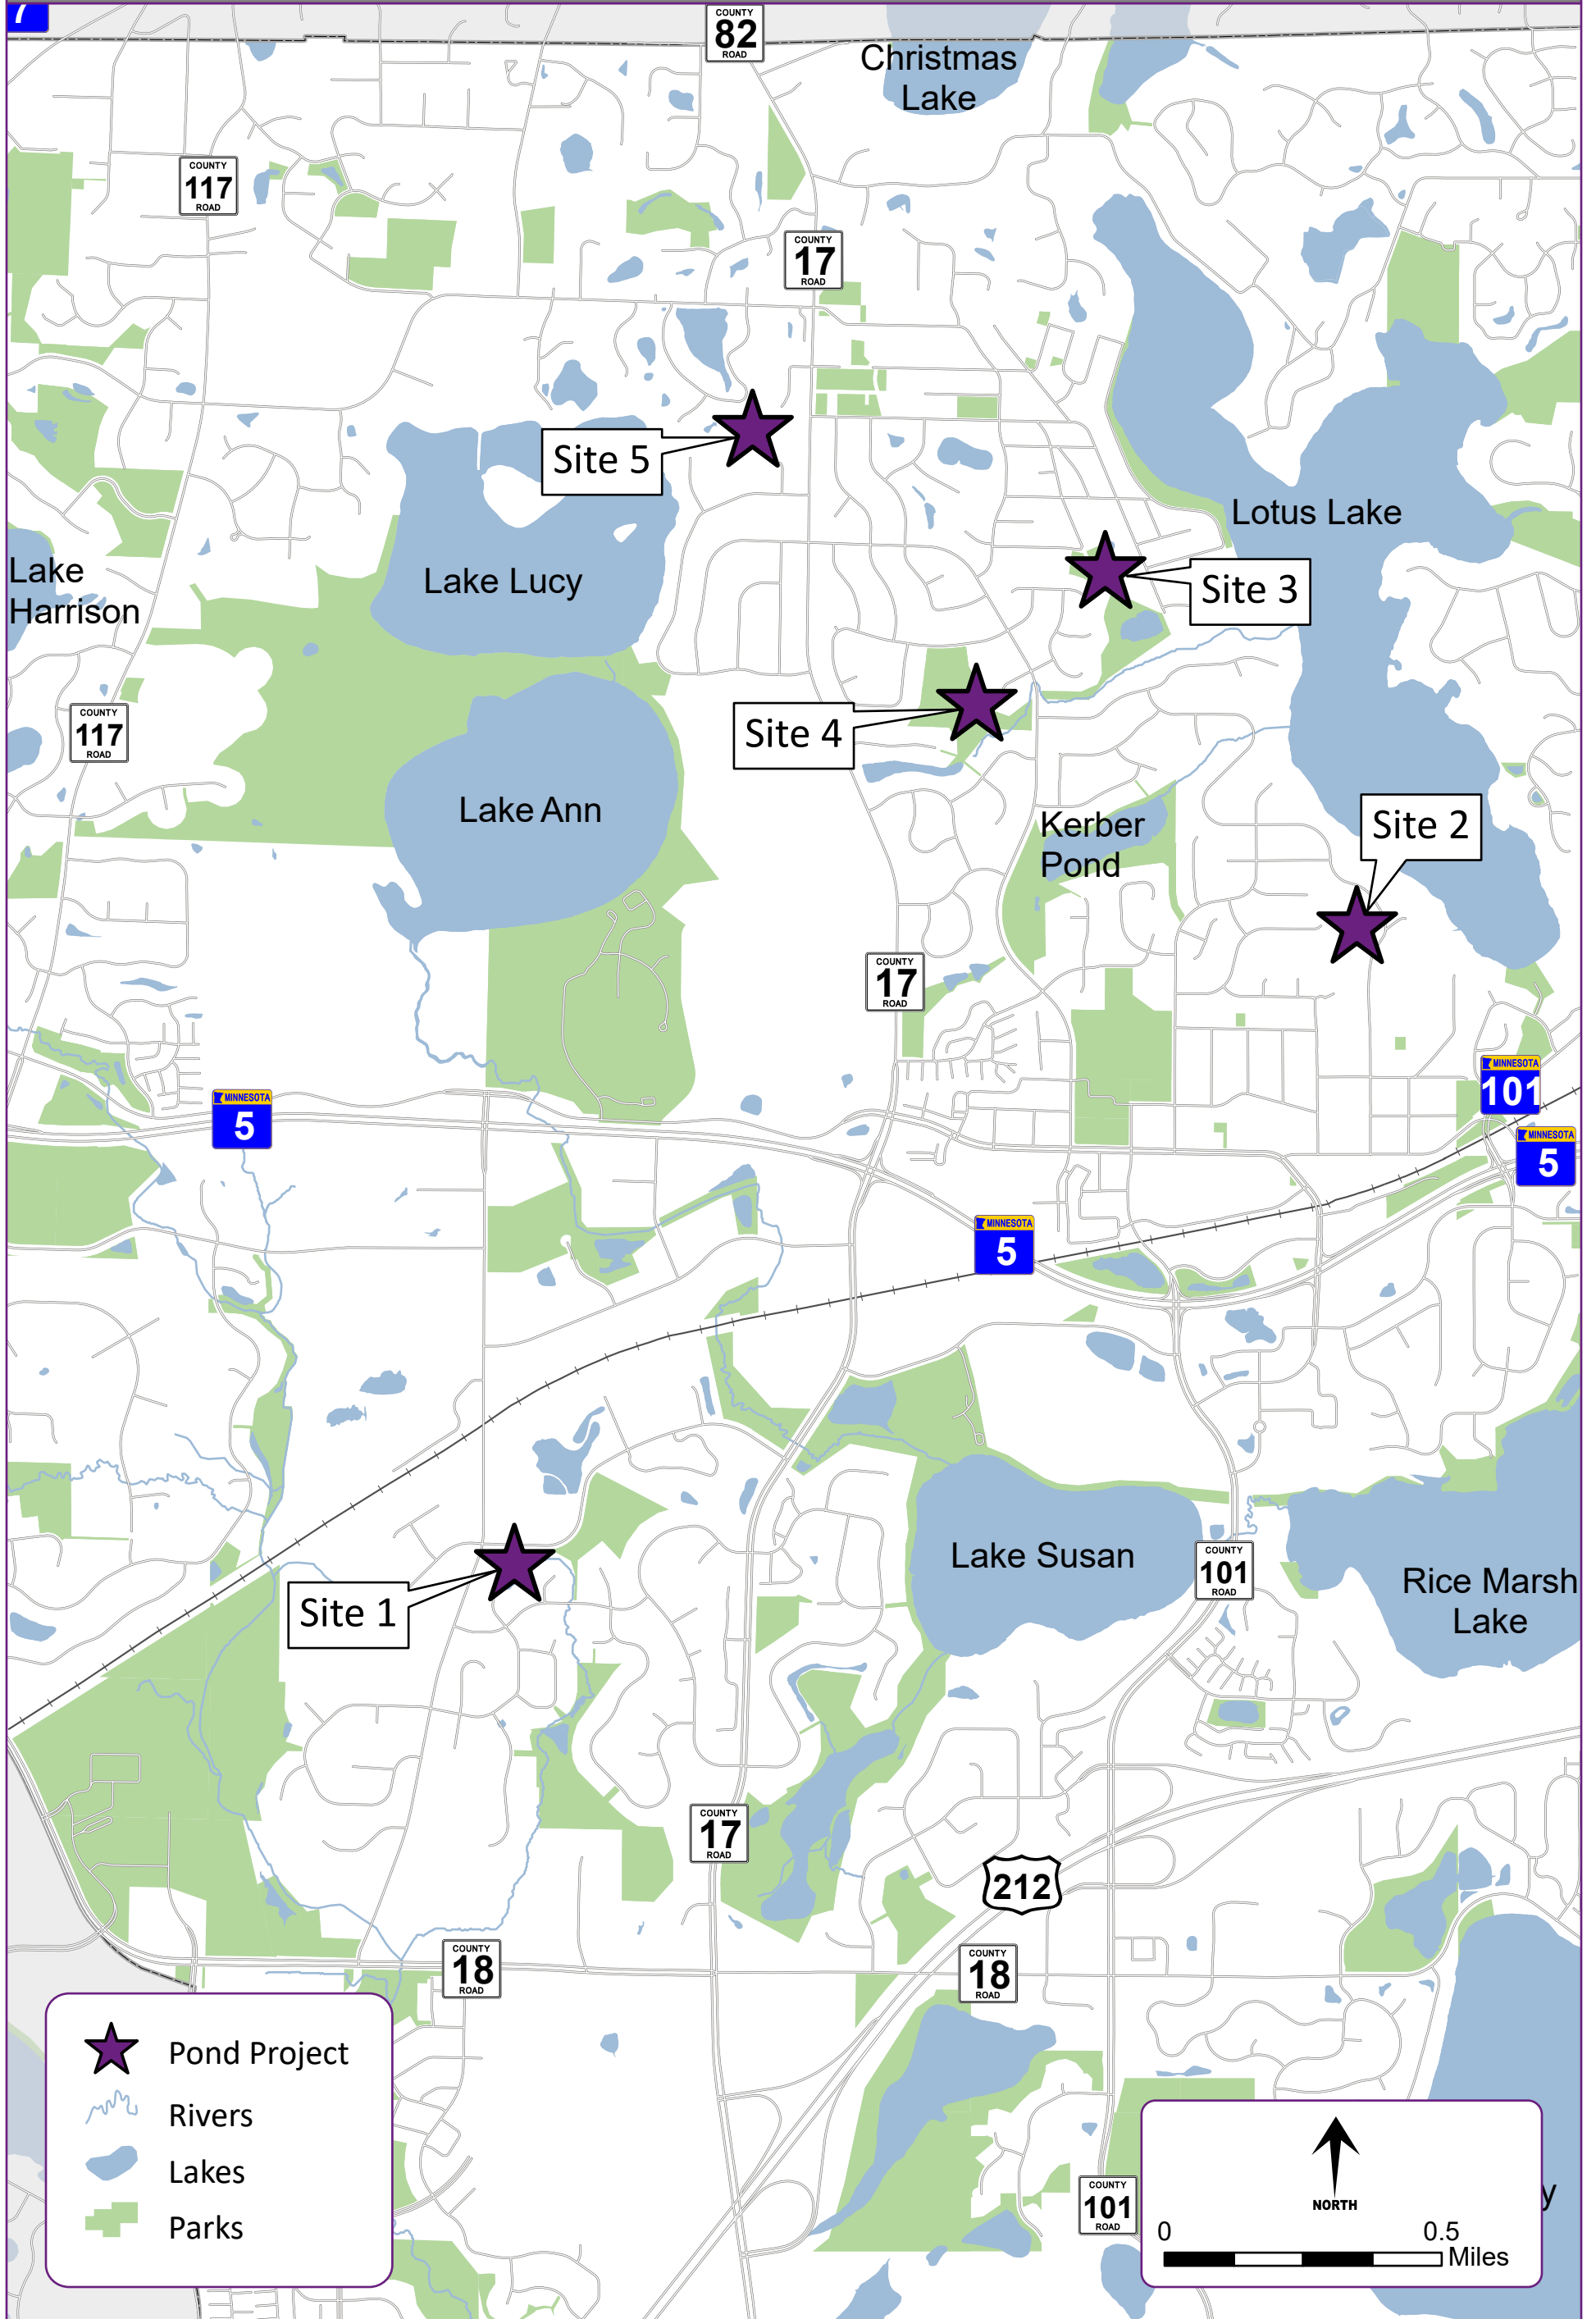 7
COUNTY
82
ROAD
Christmas
Lake
COUNTY
117
ROAD
COUNTY
17
ROAD
Site 5
Lotus Lake
Lake
Harrison
Lake Lucy
Site 3
COUNTY
117
ROAD
Site 4
Lake Ann
Kerber
Pond
Site 2
COUNTY
17
ROAD
MINNESOTA
101
MINNESOTA
5
MINNESOTA
5
MINNESOTA
5
Lake Susan
COUNTY
101
ROAD
Rice Marsh
Lake
Site 1
COUNTY
17
ROAD
212
COUNTY
18
ROAD
COUNTY
18
ROAD
Pond Project
Rivers
Lakes
Parks
COUNTY
101
ROAD
NORTH
y
0 0.5
Miles